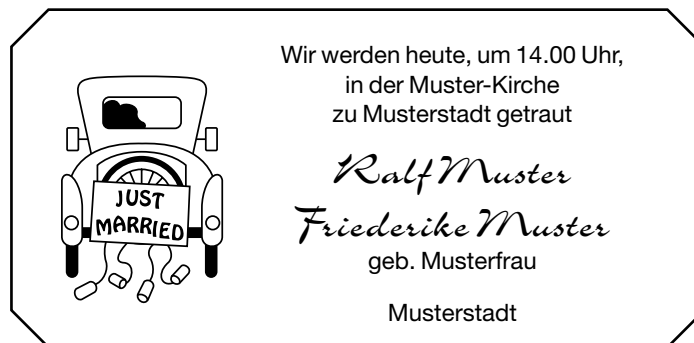 Wir werden heute, um 14.00 Uhr,
in der Muster-Kirche
zu Musterstadt getraut
Ralf Muster
Friederike Muster
geb. Musterfrau
Musterstadt
JUST
MARRIED